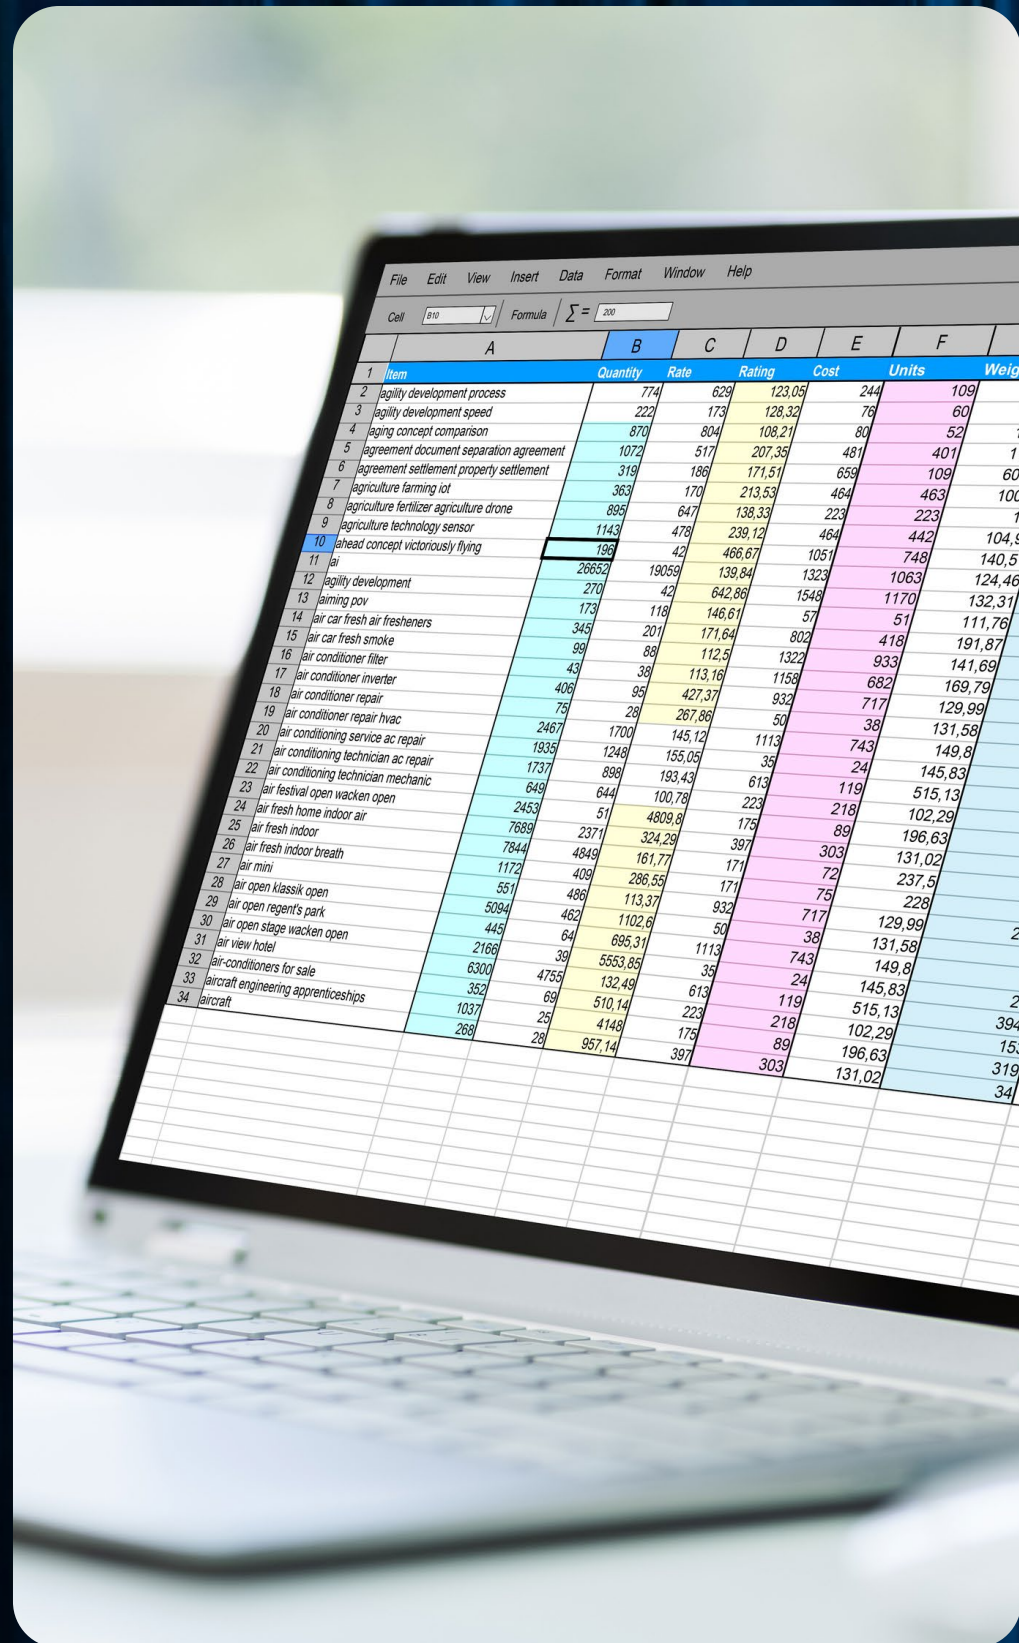 File Edit View Insert Data Format Window Help
Cell B10 Formula ∑ = 200
A B C D E F
1 Item Quantity Rate Rating Cost Units
2 agility development process 774 629 123,05 244 109
3 agility development speed 222 173 128,32 76 60
4 aging concept comparison 870 804 108,21 80 52
5 agreement document separation agreement 1072 517 207,35 481 401
6 agreement settlement property settlement 319 186 171,51 659 109
7 agriculture farming iot 363 170 213,53 464 463
8 agriculture fertilizer agriculture drone 895 647 138,33 223 223
9 agriculture technology sensor 1143 478 239,12 464 442
10 ahead concept victoriously flying 196 42 466,67 1051 748
11 ai 26652 19059 139,84 1323 1063 124,46
12 agility development 270 42 642,86 1548 1170 132,31
13 aiming pov 173 118 146,61 57 51 111,76
14 air car fresh air fresheners 345 201 171,64 802 418 191,87
15 air car fresh smoke 99 88 112,5 1322 933 141,69
16 air conditioner filter 43 38 113,16 1158 682 169,79
17 air conditioner inverter 406 95 427,37 932 717 129,99
18 air conditioner repair 75 28 267,86 50 38 131,58
19 air conditioner repair hvac 2467 1700 145,12 1113 743 149,8
20 air conditioning service ac repair 1935 1248 155,05 35 24 145,83
21 air conditioning technician ac repair 1737 898 193,43 613 119 515,13
22 air conditioning technician mechanic 649 644 100,78 223 218 102,29
23 air festival open wacken open 2453 51 4809,8 175 89 196,63
24 air fresh home indoor air 7689 2371 324,29 397 303 131,02
25 air fresh indoor 7844 4849 161,77 171 72 237,5
26 air fresh indoor breath 1172 409 286,55 171 75 228
27 air mini 551 486 113,37 932 717 129,99
28 air open klassik open 5094 462 1102,6 50 38 131,58
29 air open regent's park 445 64 695,31 1113 743 149,8
30 air open stage wacken open 2166 39 5553,85 35 24 145,83
31 air view hotel 6300 4755 132,49 613 119 515,13
32 air-conditioners for sale 352 69 510,14 223 218 102,29
33 aircraft engineering apprenticeships 1037 25 4148 175 89 196,63
34 aircraft 268 28 957,14 397 303 131,02 34